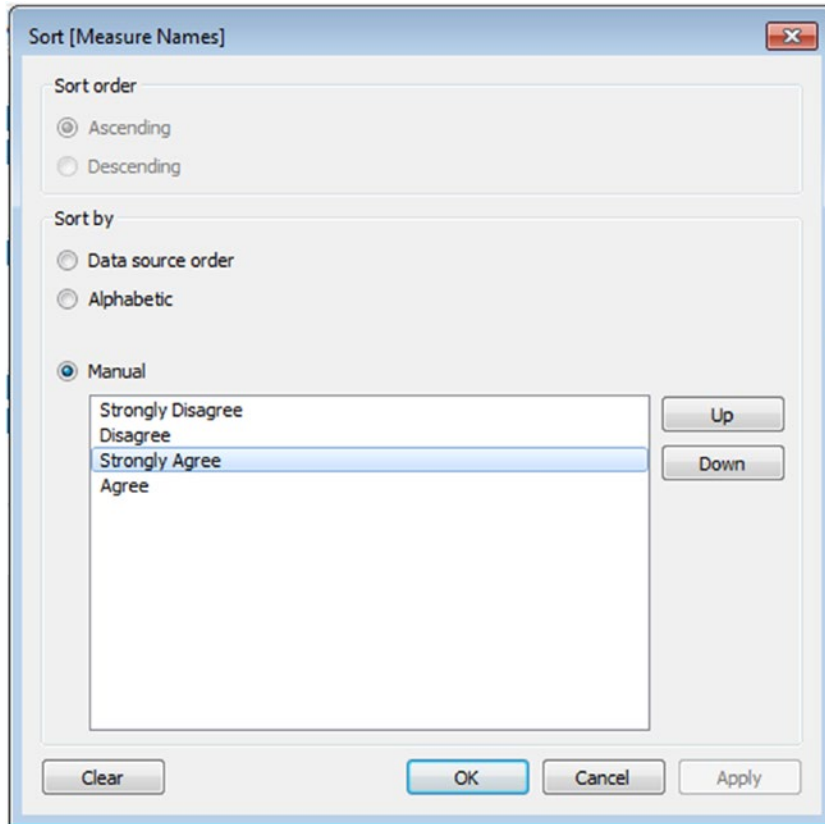 Sort [Measure Names]
Sort order
Ascending
Descending
Sort by
Data source order
Alphabetic
Manual
Strongly Disagree
Disagree
Strongly Agree
Agree
Up
Down
Clear
OK
Cancel
Apply